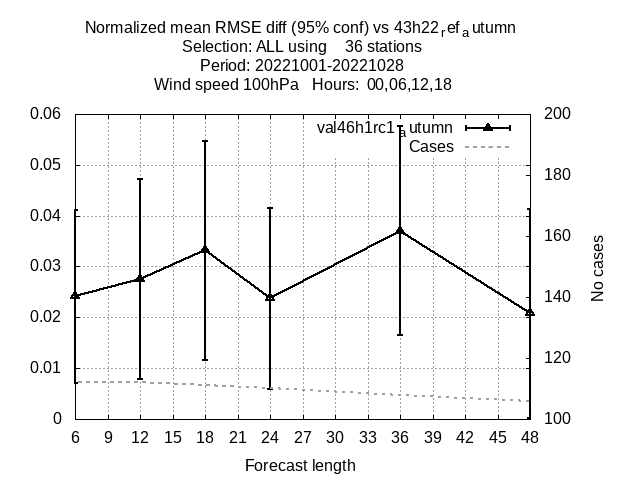 Normalized mean RMSE diff (95% conf) vs 43h22ref_autumn
Selection: ALL using 36 stations
Period: 20221001-20221028
Wind speed 100hPa Hours: 00,06,12,18
0.06
0.05
0.04
0.03
0.02
0.01
0
200
180
160
140
120
100
val46h1rc1autumn
Cases
No cases
6 9 12 15 18 21 24 27 30 33 36 39 42 45 48
Forecast length